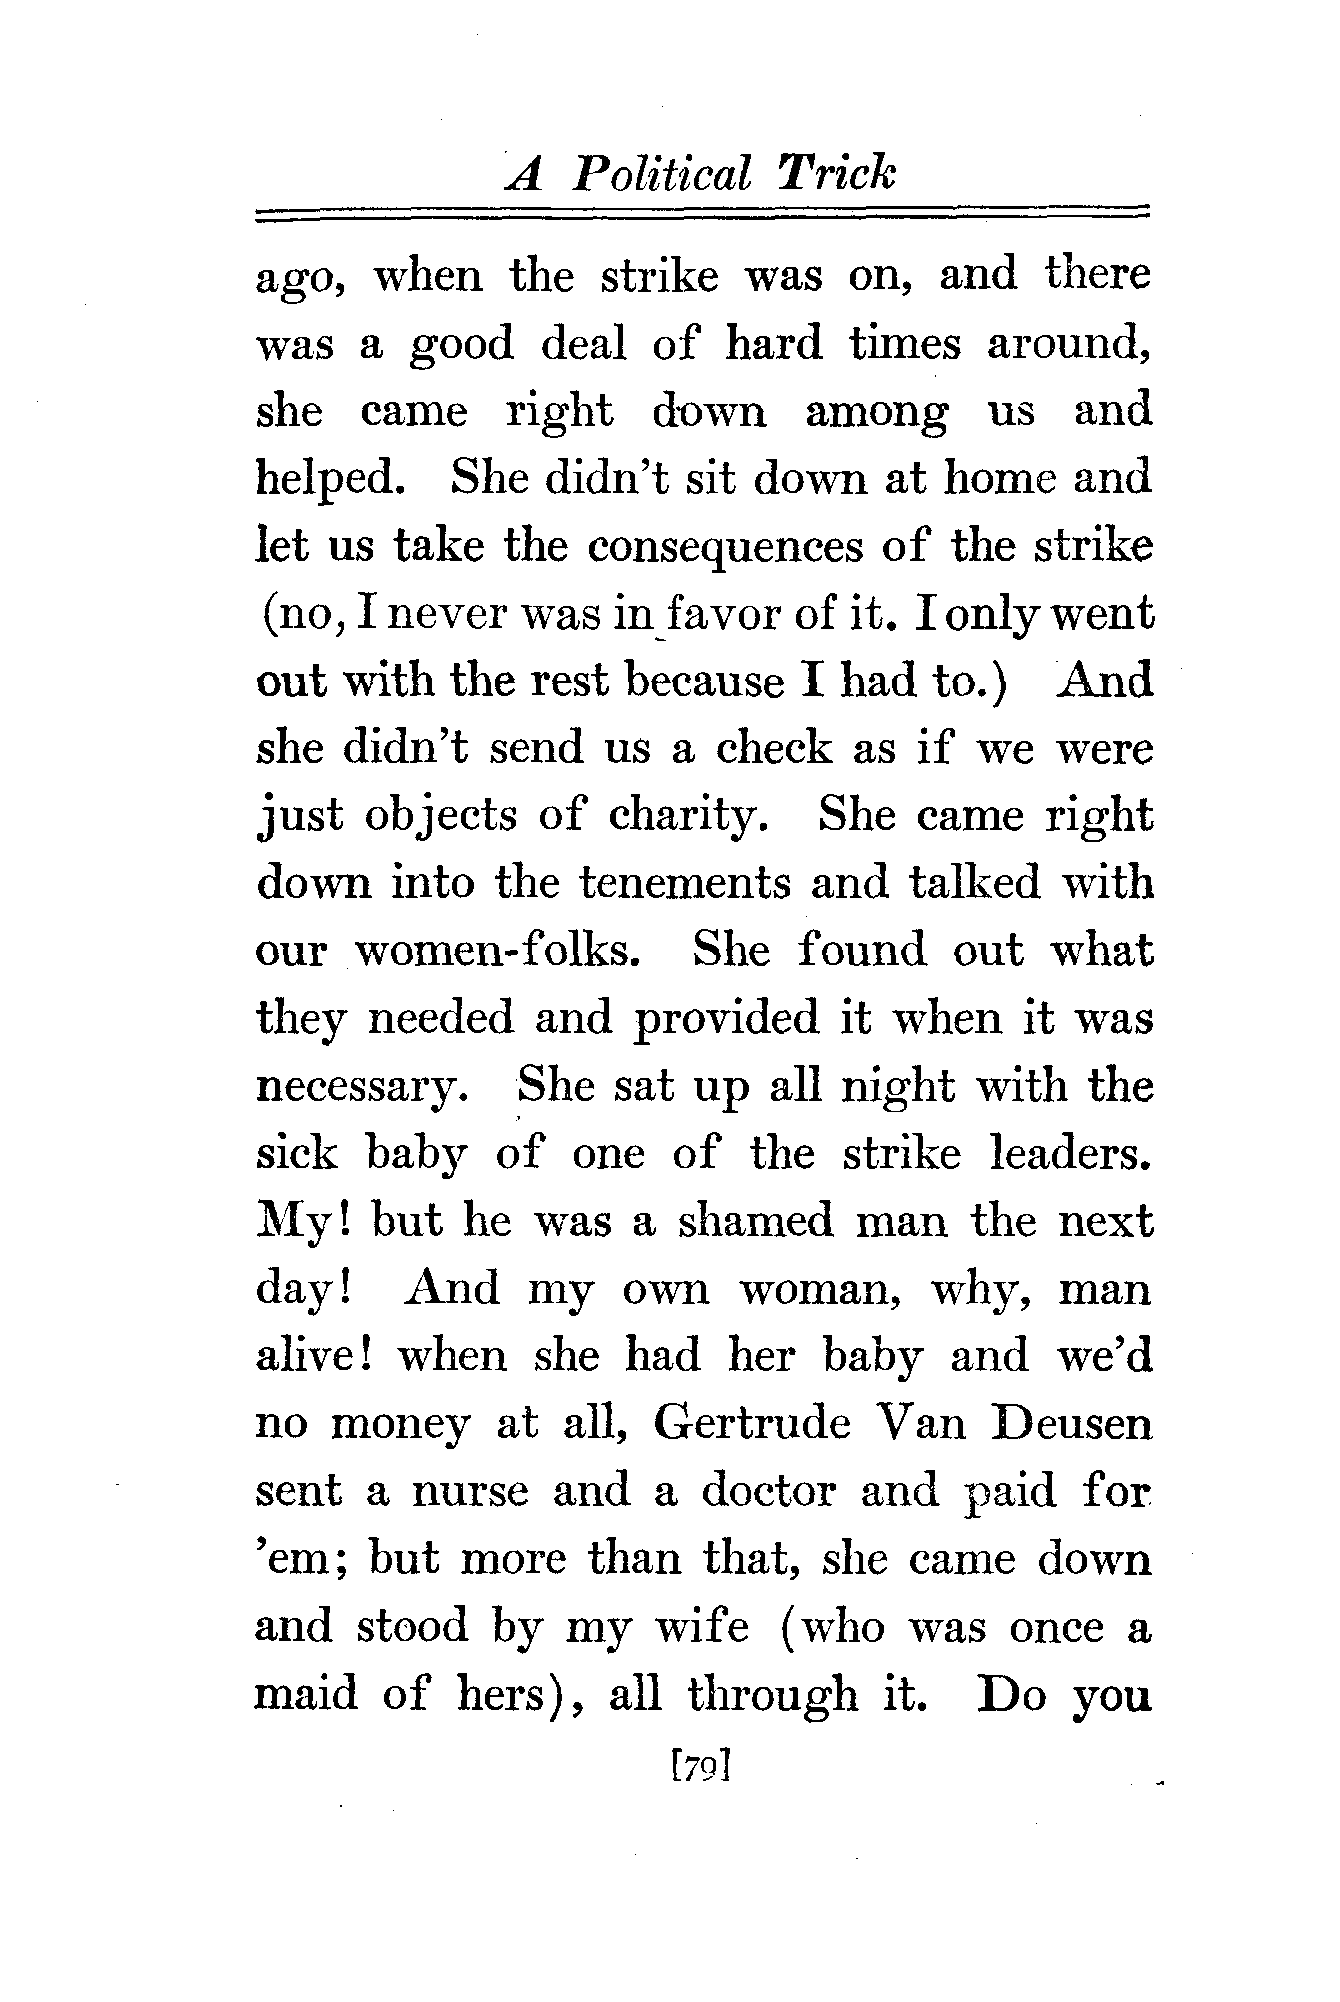 A Political Trick
ago, when the strike was on, and there
was a good deal of hard times around,
she came right down among us and
helped. She didn't sit down at home and
let us take the consequences of the strike
(no, I never was in favor of it. I only went
out with the rest because I had to.) And
she didn't send us a check as if we were
just objects of charity. She came right
down into the tenements and talked with
our women-folks. She found out what
they needed and provided it when it was
necessary. She sat up all night with the
sick baby of one of the strike leaders.
My! but he was a shamed man the next
day! And my own woman, why, man
alive! when she had her baby and we'd
no money at all, Gertrude Van Deusen
sent a nurse and a doctor and paid for
'em; but more than that, she came down
and stood by my wife (who was once a
maid of hers), all through it. Do you
[79]